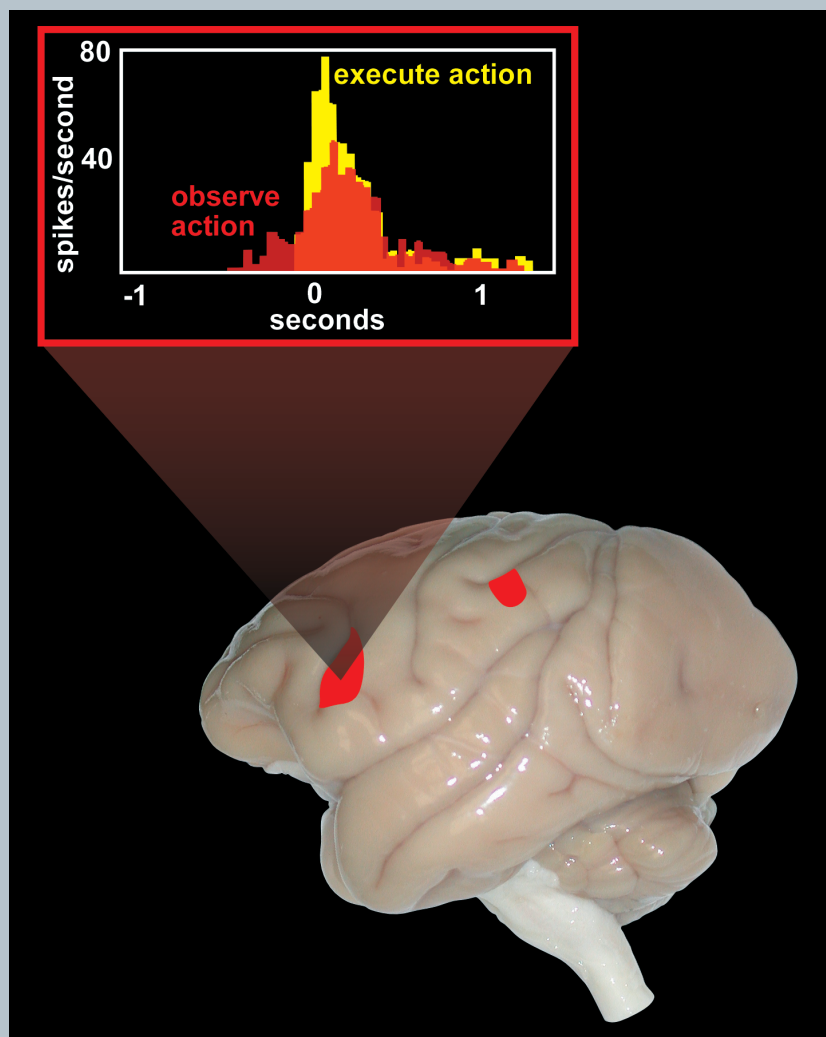 80
execute action
spikes/second
40
observe
action
-1
0
1
seconds